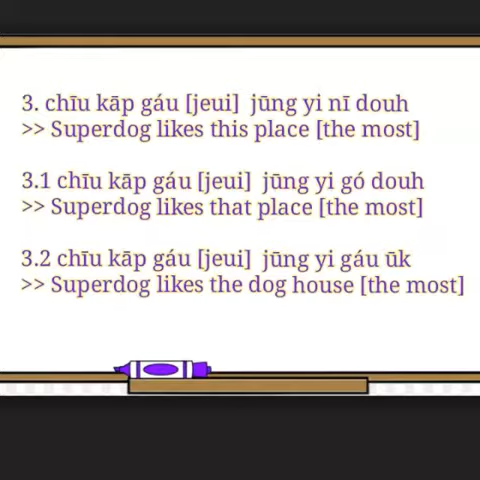 3. chīu kāp gáu [jeui] jūng yi nī douh
>> Superdog likes this place [the most]
3.1 chīu kāp gáu [jeui] jūng yi gó douh
>> Superdog likes that place [the most]
3.2 chīu kāp gáu [jeui] jūng yi gáu ūk
>> Superdog likes the dog house [the most]